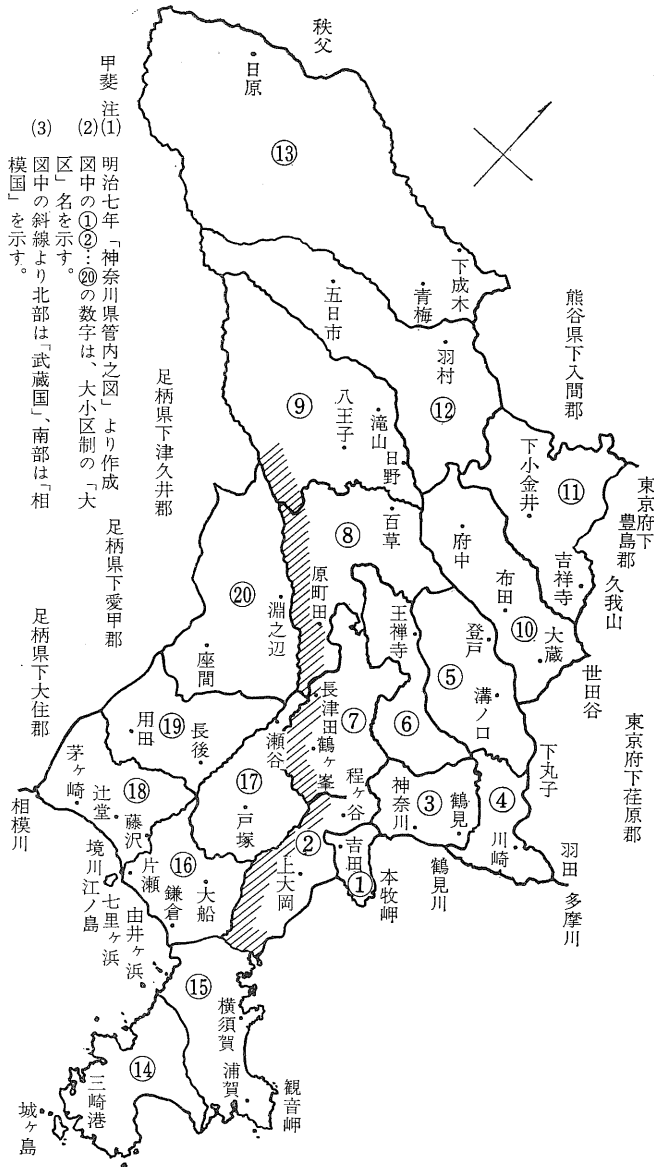 秩父
日原
甲斐
注
(1) 明治七年「神奈川県管内之図」より作成
(2) 図中の①②…⑳の数字は、大小区制の「大
区」名を示す。
(3) 図中の斜線より北部は「武蔵国」、南部は「相
模国」を示す。
⑬
下成木
青梅
五日市
羽村
⑫
熊谷県下入間郡
⑨
八王子
滝山
日野
足柄県下津久井郡
下小金井
⑪
東京府下
豊島郡
吉祥寺
久我山
⑧
百草
府中
布田
⑩
大蔵
世田谷
原町田
王禅寺
登戸
⑤
溝ノ口
足柄県下愛甲郡
⑳
淵之辺
座間
足柄県下大住郡
⑥
⑦
長津田
鶴ヶ峯
東京府下荏原郡
下丸子
用田
⑲
長後
瀬谷
⑰
戸塚
程ヶ谷
神奈川
③
鶴見
④
川崎
羽田
多摩川
鶴見川
茅ヶ崎
辻堂
⑱
藤沢
相模川
②
上大岡
吉田
①
本牧岬
境川
片瀬
⑯
鎌倉
大船
江ノ島
七里ヶ浜
由井ヶ浜
⑮
横須賀
浦賀
観音岬
⑭
三崎港
城ヶ島